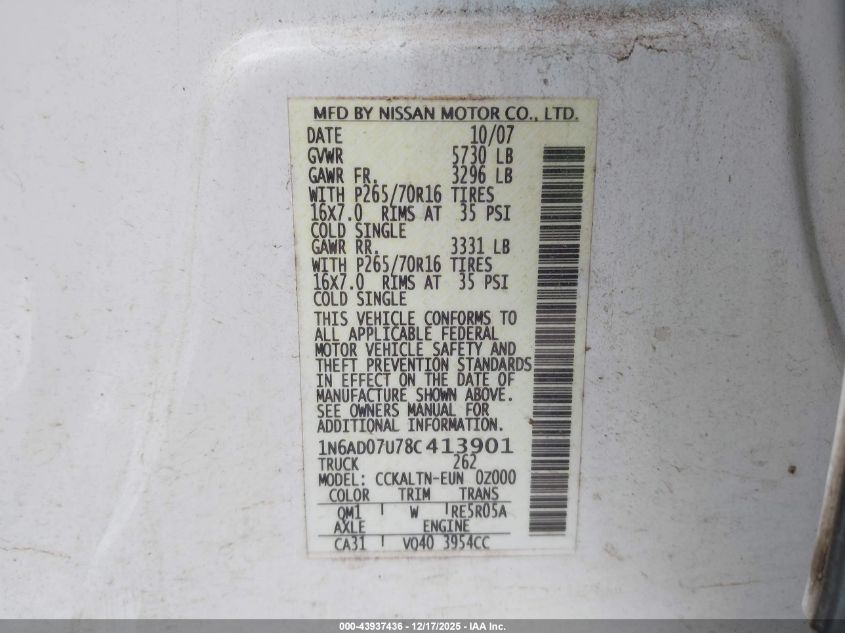 MFD BY NISSAN MOTOR CO., LTD.
DATE 10/07
GVWR 5730 LB
GAWR FR. 3296 LB
WITH P265/70R16 TIRES
16X7.0 RIMS AT 35 PSI
COLD SINGLE
GAWR RR. 3331 LB
WITH P265/70R16 TIRES
16X7.0 RIMS AT 35 PSI
COLD SINGLE
THIS VEHICLE CONFORMS TO
ALL APPLICABLE FEDERAL
MOTOR VEHICLE SAFETY AND
THEFT PREVENTION STANDARDS
IN EFFECT ON THE DATE OF
MANUFACTURE SHOWN ABOVE.
SEE OWNERS MANUAL FOR
ADDITIONAL INFORMATION.
1N6AD07U78C413901
TRUCK 262
MODEL: CCKALTN-EUN 0Z000
COLOR TRIM TRANS
QM1 W RE5R05A
AXLE ENGINE
CA31 VQ40 3954CC
000-43937436 - 12/17/2025 - IAA Inc.